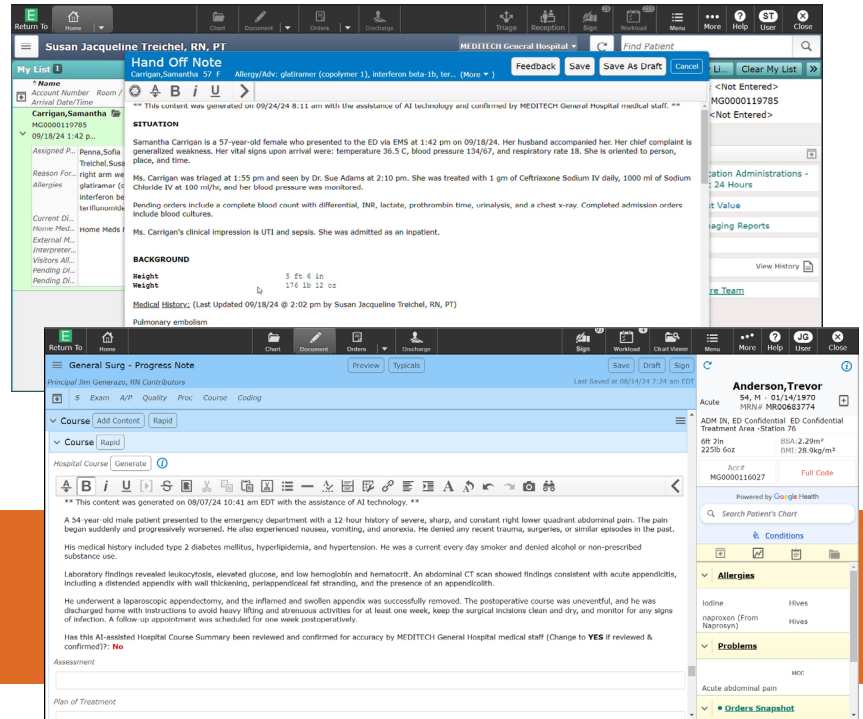 Return To
Home
Chart
Document
Orders
Discharge
Triage
Reception
Sign
Workload
Menu
More
Help
ST
User
Close
Susan Jacqueline Treichel, RN, PT
MEDITECH General Hospital
Find Patient
My List 1
Clear My List
*Name
Account Number Room /
Arrival Date/Time
Carrigan,Samantha
MG0000119785
09/18/24 1:42 p...
Assigned P... Penna,Sofia
Treichel,Susa
Reason For... right arm we
Allergies glatiramer (c
interferon be
teriflunomide
Current Di...
Home Med... Home Meds
External M...
Interpreter...
Visitors All...
Pending Di...
Pending Di...
Hand Off Note
Carrigan,Samantha 57 F Allergy/Adv: glatiramer (copolymer 1), interferon beta-1b, ter... (More )
Feedback Save Save As Draft Cancel
B i U
** This content was generated on 09/24/24 8:11 am with the assistance of AI technology and confirmed by MEDITECH General Hospital medical staff. **
SITUATION
Samantha Carrigan is a 57-year-old female who presented to the ED via EMS at 1:42 pm on 09/18/24. Her husband accompanied her. Her chief complaint is
generalized weakness. Her vital signs upon arrival were: temperature 36.5 C, blood pressure 134/67, and respiratory rate 18. She is oriented to person,
place, and time.
Ms. Carrigan was triaged at 1:55 pm and seen by Dr. Sue Adams at 2:10 pm. She was treated with 1 gm of Ceftriaxone Sodium IV daily, 1000 ml of Sodium
Chloride IV at 100 ml/hr, and her blood pressure was monitored.
Pending orders include a complete blood count with differential, INR, lactate, prothrombin time, urinalysis, and a chest x-ray. Completed admission orders
include blood cultures.
Ms. Carrigan's clinical impression is UTI and sepsis. She was admitted as an inpatient.
BACKGROUND
Height 5 ft 6 in
Weight 176 lb 12 oz
Medical History: (Last Updated 09/18/24 @ 2:02 pm by Susan Jacqueline Treichel, RN, PT)
Pulmonary embolism
: <Not Entered>
MG0000119785
<Not Entered>
cation Administrations -
: 24 Hours
st Value
aging Reports
View History
re Team
Return To
Home
Chart
Document
Orders
Discharge
Sign
Workload
Chart Viewer
Menu
More
Help
JG
User
Close
General Surg - Progress Note
Preview Typicals
Save Draft Sign
Principal Jim Generazo, RN Contributors
Last Saved at 08/14/24 7:24 am EDT
S Exam A/P Quality Proc Course Coding
Course Add Content Rapid
Course Rapid
Hospital Course Generate
B i U S A
** This content was generated on 08/07/24 10:41 am EDT with the assistance of AI technology. **
A 54-year-old male patient presented to the emergency department with a 12-hour history of severe, sharp, and constant right lower quadrant abdominal pain. The pain
began suddenly and progressively worsened. He also experienced nausea, vomiting, and anorexia. He denied any recent trauma, surgeries, or similar episodes in the past.
His medical history included type 2 diabetes mellitus, hyperlipidemia, and hypertension. He was a current every day smoker and denied alcohol or non-prescribed
substance use.
Laboratory findings revealed leukocytosis, elevated glucose, and low hemoglobin and hematocrit. An abdominal CT scan showed findings consistent with acute appendicitis,
including a distended appendix with wall thickening, periappendiceal fat stranding, and the presence of an appendicolith.
He underwent a laparoscopic appendectomy, and the inflamed and swollen appendix was successfully removed. The postoperative course was uneventful, and he was
discharged home with instructions to avoid heavy lifting and strenuous activities for at least one week, keep the surgical incisions clean and dry, and monitor for any signs
of infection. A follow-up appointment was scheduled for one week postoperatively.
Has this AI-assisted Hospital Course Summary been reviewed and confirmed for accuracy by MEDITECH General Hospital medical staff (Change to YES if reviewed &
confirmed)?: No
Assessment
Plan of Treatment
Anderson,Trevor
Acute 54, M · 01/14/1970
MRN# MR00683774
ADM IN, ED Confidential ED Confidential
Treatment Area -Station 76
6ft 2in BSA:2.29m²
225lb 6oz BMI:28.9kg/m²
Acc#
MG0000116027
Full Code
Powered by Google Health
Search Patient's Chart
Conditions
Allergies
Iodine Hives
naproxen (From
Naprosyn) Hives
Problems
HCC
Acute abdominal pain
Orders Snapshot